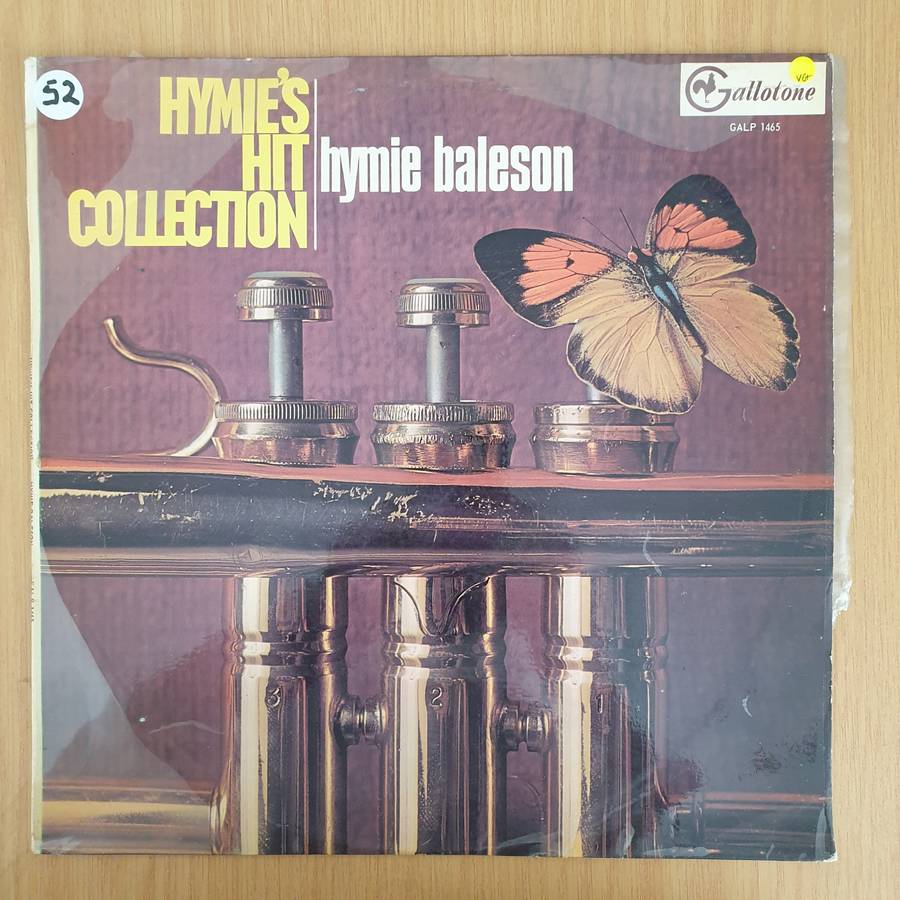 52
HYMIE'S
HIT
COLLECTION
hymie baleson
Gallotone
VG+
GALP 1465
3
2
1